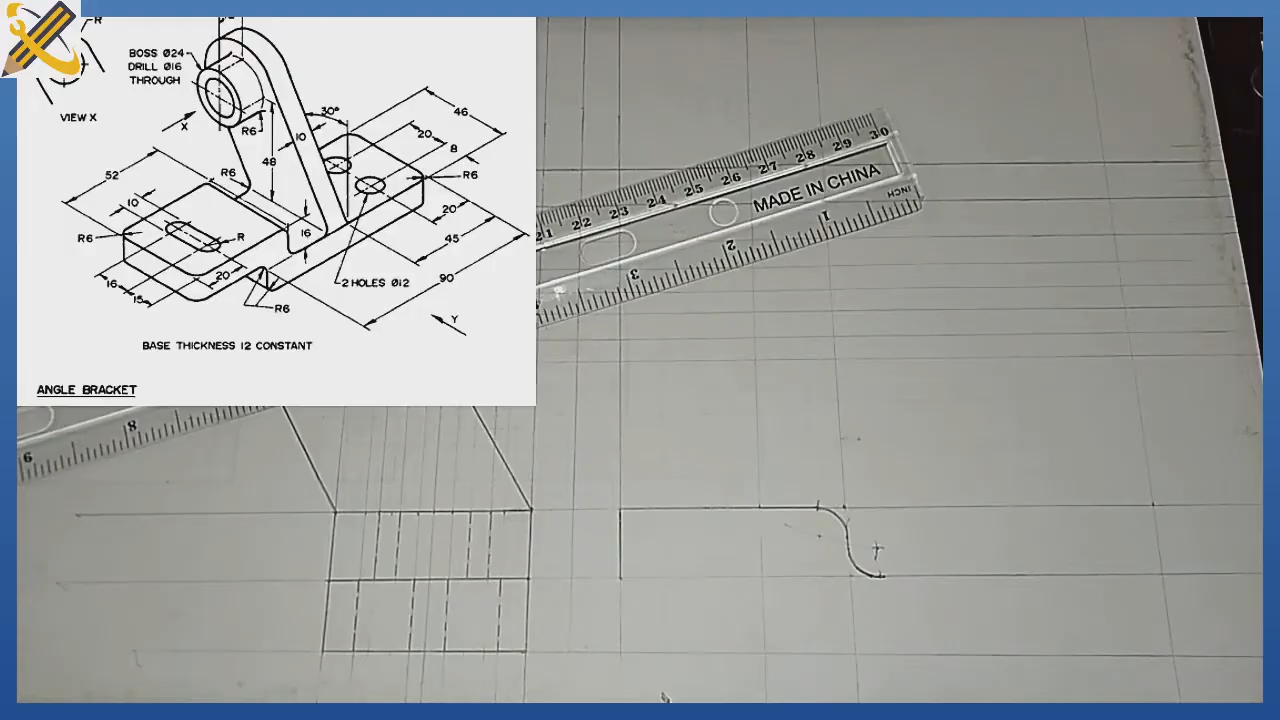 R
VIEW X
BOSS Ø24
DRILL Ø16
THROUGH
X
R6
48
10
30°
46
20
8
R6
20
45
90
Y
52
10
R6
R6
R
16
16
15
20
R6
2 HOLES Ø12
BASE THICKNESS 12 CONSTANT
ANGLE BRACKET
21 22 23 24 25 26 27 28 29 30
MADE IN CHINA
INCH
1
2
3
8
9